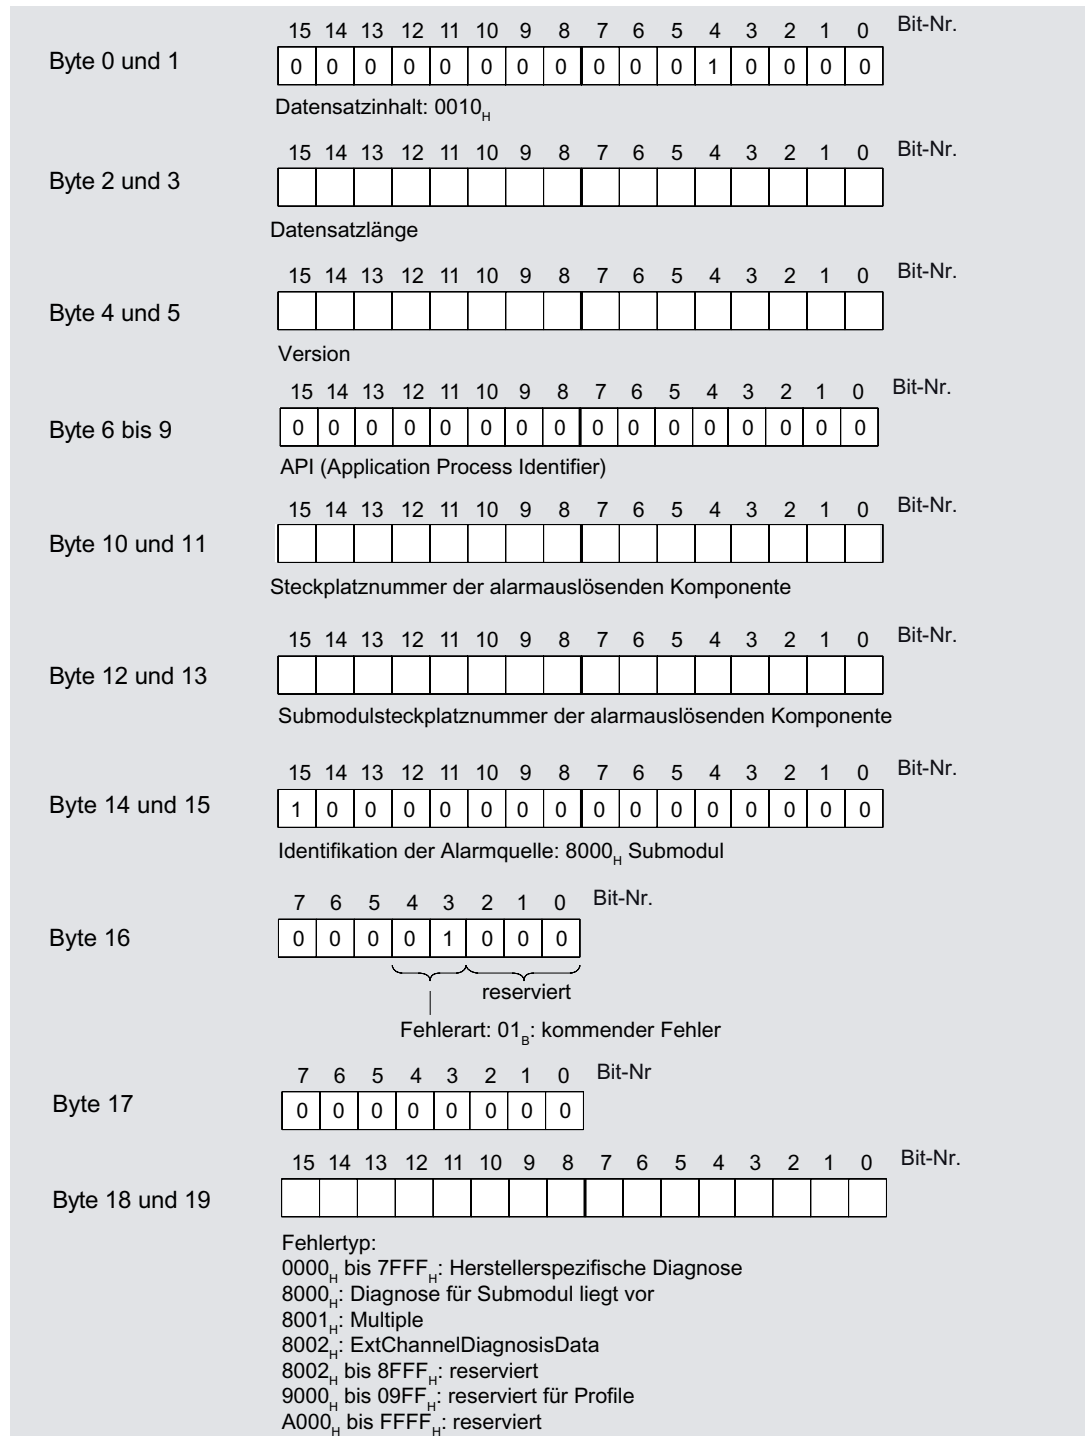 15 14 13 12 11 10 9 8 7 6 5 4 3 2 1 0 Bit-Nr.
Byte 0 und 1 0 0 0 0 0 0 0 0 0 0 0 1 0 0 0 0
Datensatzinhalt: 0010H
15 14 13 12 11 10 9 8 7 6 5 4 3 2 1 0 Bit-Nr.
Byte 2 und 3
Datensatzlänge
15 14 13 12 11 10 9 8 7 6 5 4 3 2 1 0 Bit-Nr.
Byte 4 und 5
Version
15 14 13 12 11 10 9 8 7 6 5 4 3 2 1 0 Bit-Nr.
Byte 6 bis 9 0 0 0 0 0 0 0 0 0 0 0 0 0 0 0 0
API (Application Process Identifier)
15 14 13 12 11 10 9 8 7 6 5 4 3 2 1 0 Bit-Nr.
Byte 10 und 11
Steckplatznummer der alarmauslösenden Komponente
15 14 13 12 11 10 9 8 7 6 5 4 3 2 1 0 Bit-Nr.
Byte 12 und 13
Submodulsteckplatznummer der alarmauslösenden Komponente
15 14 13 12 11 10 9 8 7 6 5 4 3 2 1 0 Bit-Nr.
Byte 14 und 15 1 0 0 0 0 0 0 0 0 0 0 0 0 0 0 0
Identifikation der Alarmquelle: 8000H Submodul
7 6 5 4 3 2 1 0 Bit-Nr.
Byte 16 0 0 0 0 1 0 0 0
reserviert
Fehlerart: 01B: kommender Fehler
7 6 5 4 3 2 1 0 Bit-Nr
Byte 17 0 0 0 0 0 0 0 0
15 14 13 12 11 10 9 8 7 6 5 4 3 2 1 0 Bit-Nr.
Byte 18 und 19
Fehlertyp:
0000H bis 7FFFH: Herstellerspezifische Diagnose
8000H: Diagnose für Submodul liegt vor
8001H: Multiple
8002H: ExtChannelDiagnosisData
8002H bis 8FFFH: reserviert
9000H bis 09FFH: reserviert für Profile
A000H bis FFFFH: reserviert